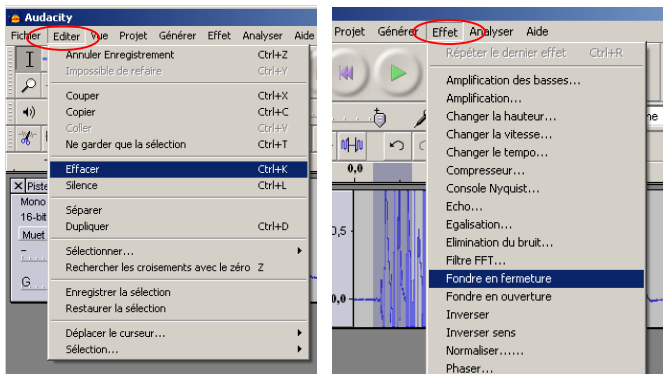 Audacity
Fichier Editer Vue Projet Générer Effet Analyser Aide
Annuler Enregistrement Ctrl+Z
Impossible de refaire Ctrl+Y
Couper Ctrl+X
Copier Ctrl+C
Coller Ctrl+V
Ne garder que la sélection Ctrl+T
Effacer Ctrl+K
Silence Ctrl+L
Séparer
Dupliquer Ctrl+D
Sélectionner...
Rechercher les croisements avec le zéro Z
Enregistrer la sélection
Restaurer la sélection
Déplacer le curseur...
Sélection...
X Piste
Mono
16-bit
Muet
-
G
Projet Générer Effet Analyser Aide
Répéter le dernier effet Ctrl+R
Amplification des basses...
Amplification...
Changer la hauteur...
Changer la vitesse...
Changer le tempo...
Compresseur...
Console Nyquist...
Echo...
Egalisation...
Elimination du bruit...
Filtre FFT...
Fondre en fermeture
Fondre en ouverture
Inverser
Inverser sens
Normaliser......
Phaser...
0,0
0,5
0,0
ne